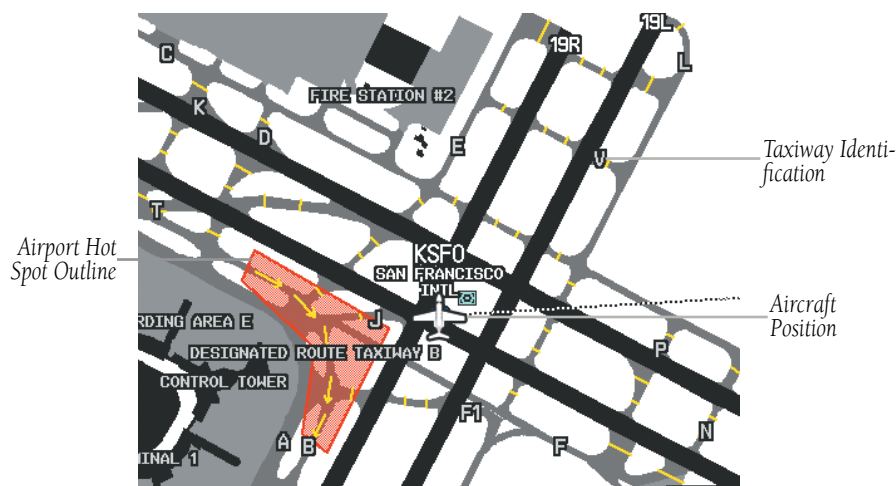 19L
19R
C
L
FIRE STATION #2
K
D
E
V
Taxiway Identi-
fication
T
Airport Hot
Spot Outline
KSFO
SAN FRANCISCO
INTL
Aircraft
Position
RDING AREA E
J
DESIGNATED ROUTE TAXIWAY B
P
CONTROL TOWER
F1
N
A
B
F
MINAL 1